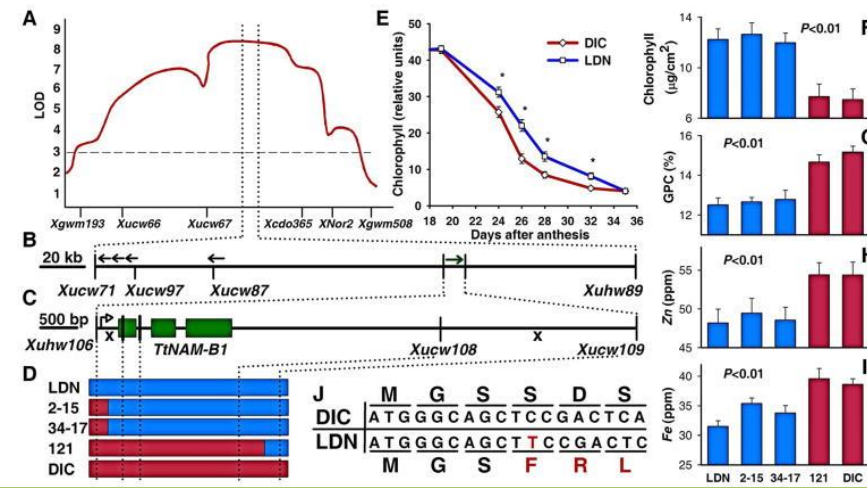 A
LOD
9
8
7
6
5
4
3
2
1
Xgwm193 Xucw66 Xucw67 Xcdo365 XNor2 Xgwm508
E
Chlorophyll (relative units)
50
40
30
20
10
0
DIC
LDN
*
*
*
*
18 20 22 24 26 28 30 32 34 36
Days after anthesis
B
20 kb
Xucw71 Xucw97 Xucw87 Xuhw89
C
500 bp
x x
Xuhw106 TtNAM-B1 Xucw108 Xucw109
D
LDN
2-15
34-17
121
DIC
J M G S S D S
DIC ATGGGCAGCTCCGACTCA
LDN ATGGGCAGCTTCCGACTC
M G S F R L
Chlorophyll
(µg/cm²)
14
10
6
P<0.01
GPC (%)
16
14
12
P<0.01
Zn (ppm)
55
50
45
P<0.01
Fe (ppm)
40
35
30
25
P<0.01
I
LDN 2-15 34-17 121 DIC